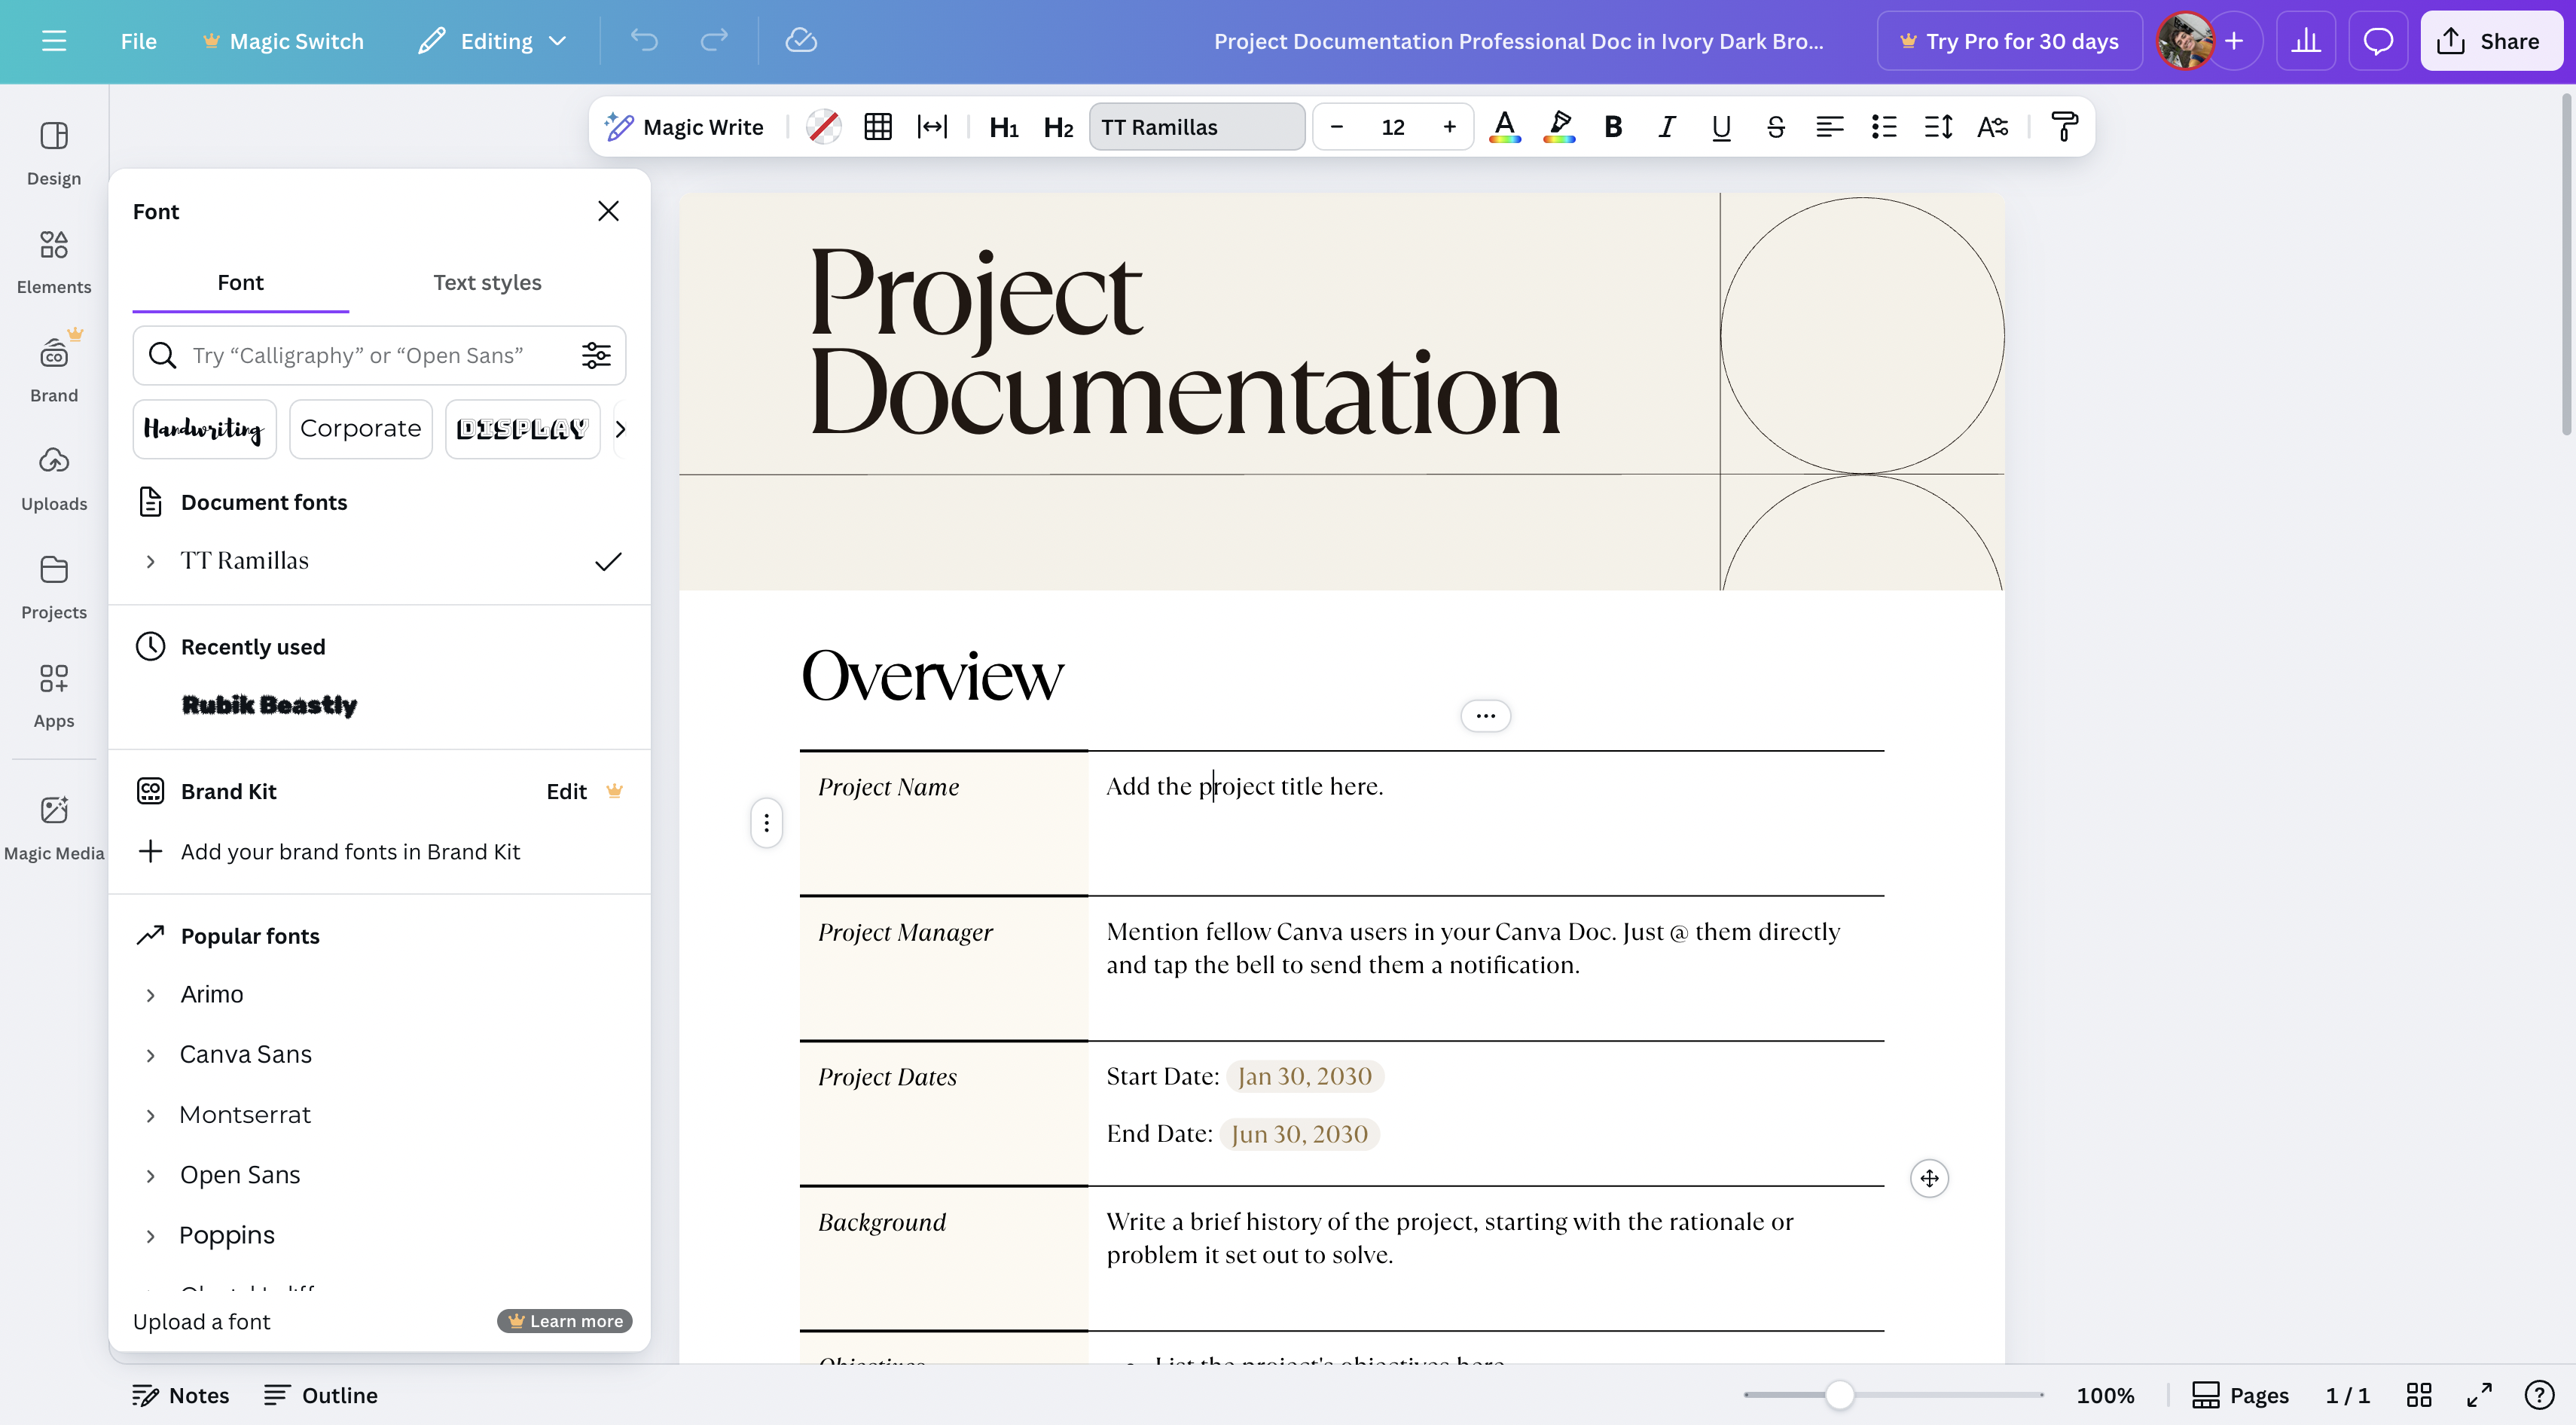 File
Magic Switch
Editing
Project Documentation Professional Doc in Ivory Dark Bro...
Try Pro for 30 days
Share
Magic Write
H1
H2
TT Ramillas
12
Design
Elements
Brand
Uploads
Projects
Apps
Magic Media
Font
Font
Text styles
Try “Calligraphy” or “Open Sans”
Handwriting
Corporate
DISPLAY
Document fonts
TT Ramillas
Recently used
Rubik Beastly
Brand Kit
Edit
Add your brand fonts in Brand Kit
Popular fonts
Arimo
Canva Sans
Montserrat
Open Sans
Poppins
Upload a font
Learn more
Project
Documentation
Overview
Project Name
Add the project title here.
Project Manager
Mention fellow Canva users in your Canva Doc. Just @ them directly
and tap the bell to send them a notification.
Project Dates
Start Date: Jan 30, 2030
End Date: Jun 30, 2030
Background
Write a brief history of the project, starting with the rationale or
problem it set out to solve.
Objectives
List the project's objectives here.
Notes
Outline
100%
Pages
1 / 1